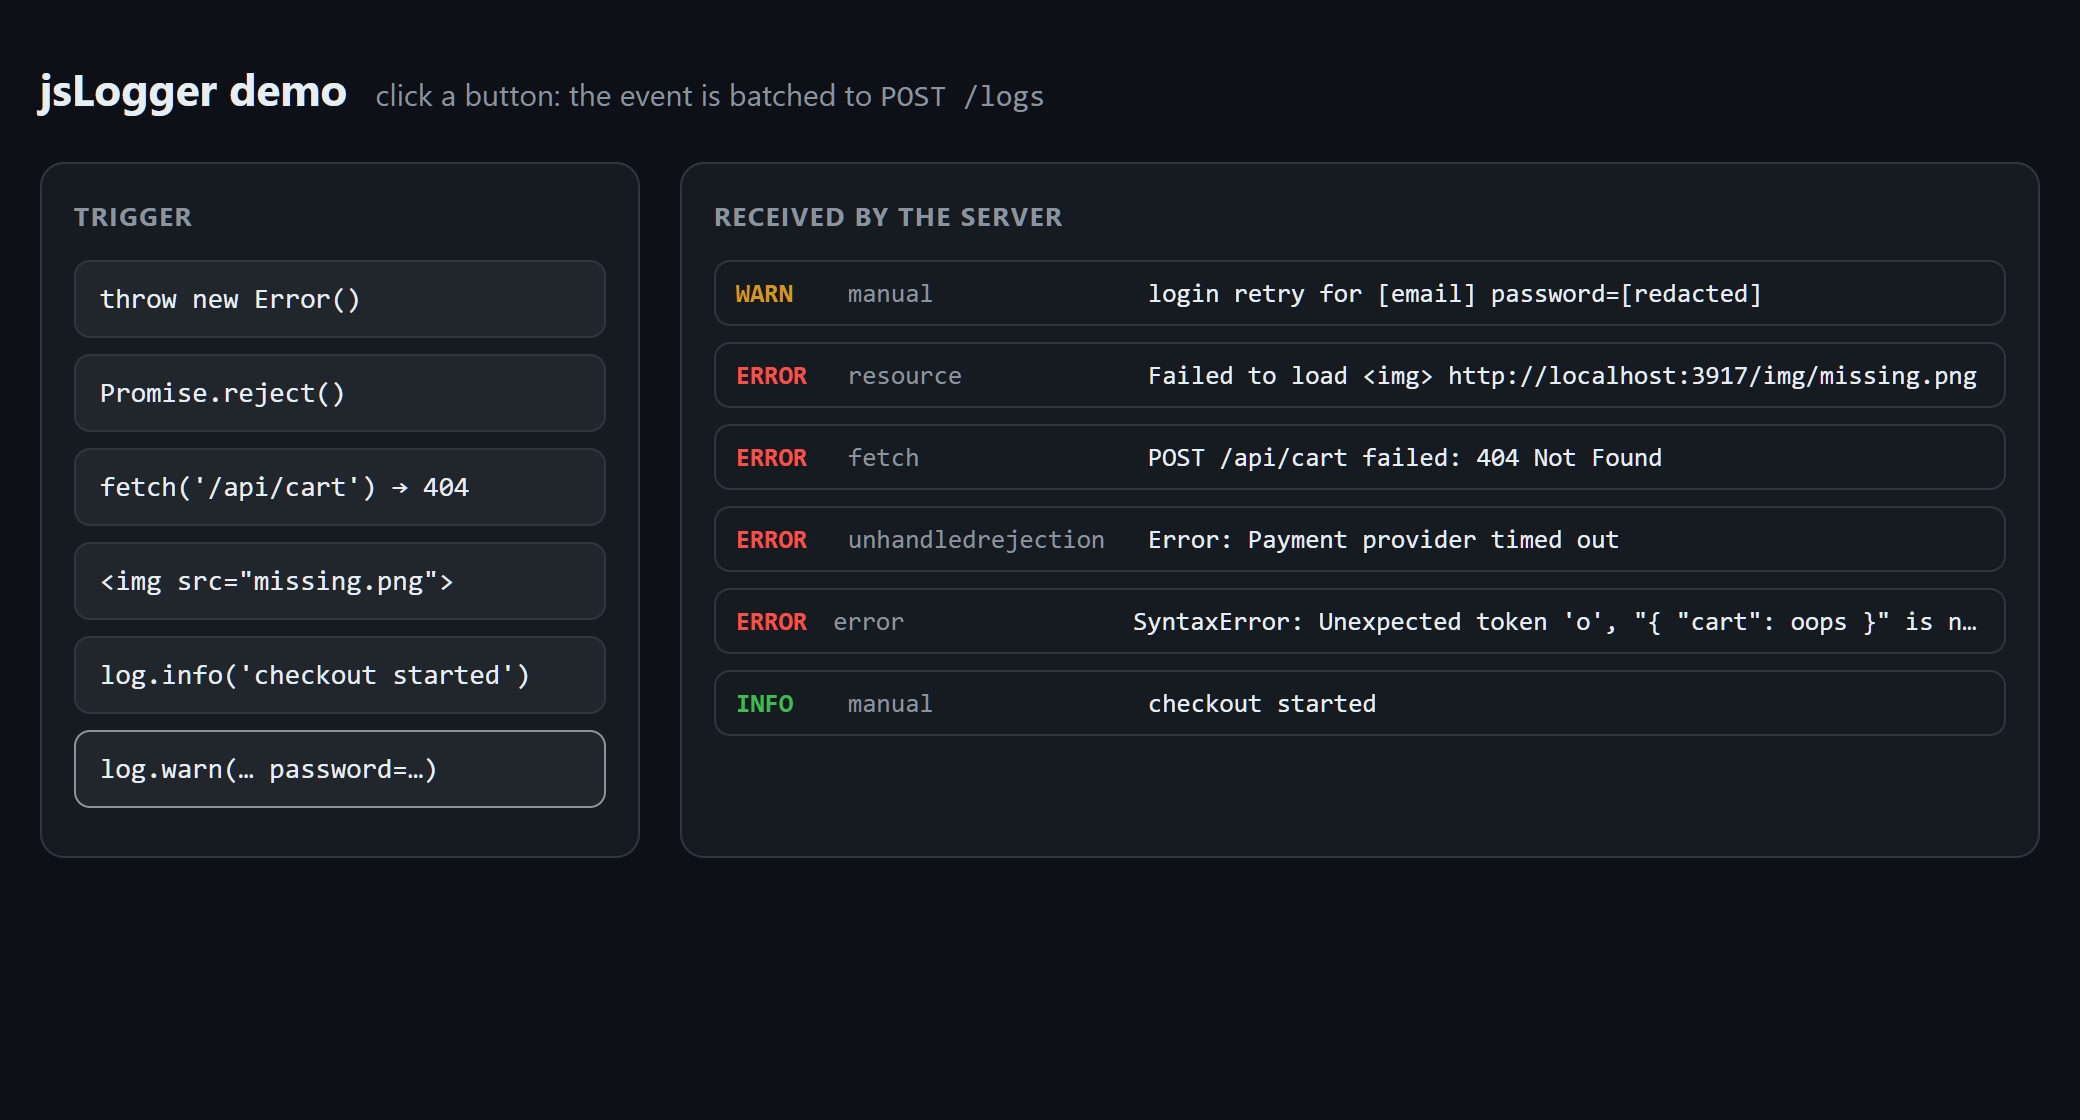 jsLogger demo click a button: the event is batched to POST /logs
TRIGGER
throw new Error()
Promise.reject()
fetch('/api/cart') → 404
<img src="missing.png">
log.info('checkout started')
log.warn(… password=…)
RECEIVED BY THE SERVER
WARN manual login retry for [email] password=[redacted]
ERROR resource Failed to load <img> http://localhost:3917/img/missing.png
ERROR fetch POST /api/cart failed: 404 Not Found
ERROR unhandledrejection Error: Payment provider timed out
ERROR error SyntaxError: Unexpected token 'o', "{ "cart": oops }" is n…
INFO manual checkout started